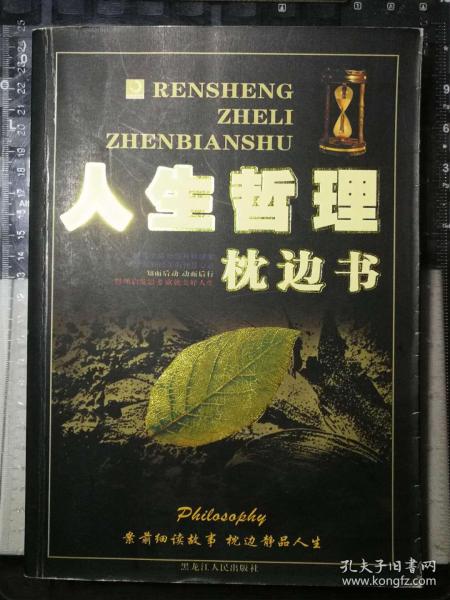 RENSHENG
ZHELI
ZHENBIANSHU
人生哲理
枕边书
知而后动 动而后行
Philosophy
案前细读故事 枕边静品人生
黑龙江人民出版社
孔夫子旧书网
www.kongfz.com